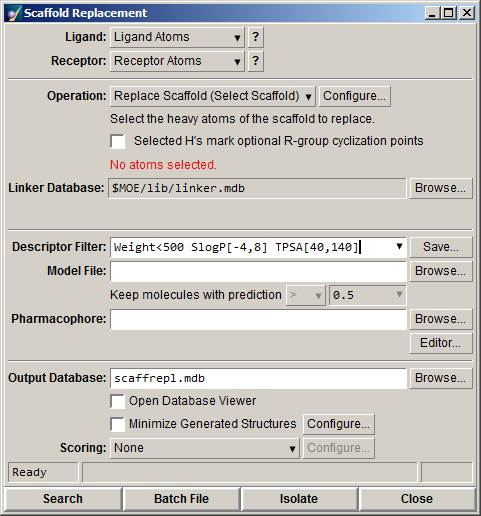 Scaffold Replacement
Ligand: Ligand Atoms ?
Receptor: Receptor Atoms ?
Operation: Replace Scaffold (Select Scaffold) Configure...
Select the heavy atoms of the scaffold to replace.
Selected H's mark optional R-group cyclization points
No atoms selected.
Linker Database: $MOE/lib/linker.mdb Browse...
Descriptor Filter: Weight<500 SlogP[-4,8] TPSA[40,140] Save...
Model File: Browse...
Keep molecules with prediction > 0.5
Pharmacophore: Browse...
Editor...
Output Database: scaffrepl.mdb Browse...
Open Database Viewer
Minimize Generated Structures Configure...
Scoring: None Configure...
Ready
Search Batch File Isolate Close